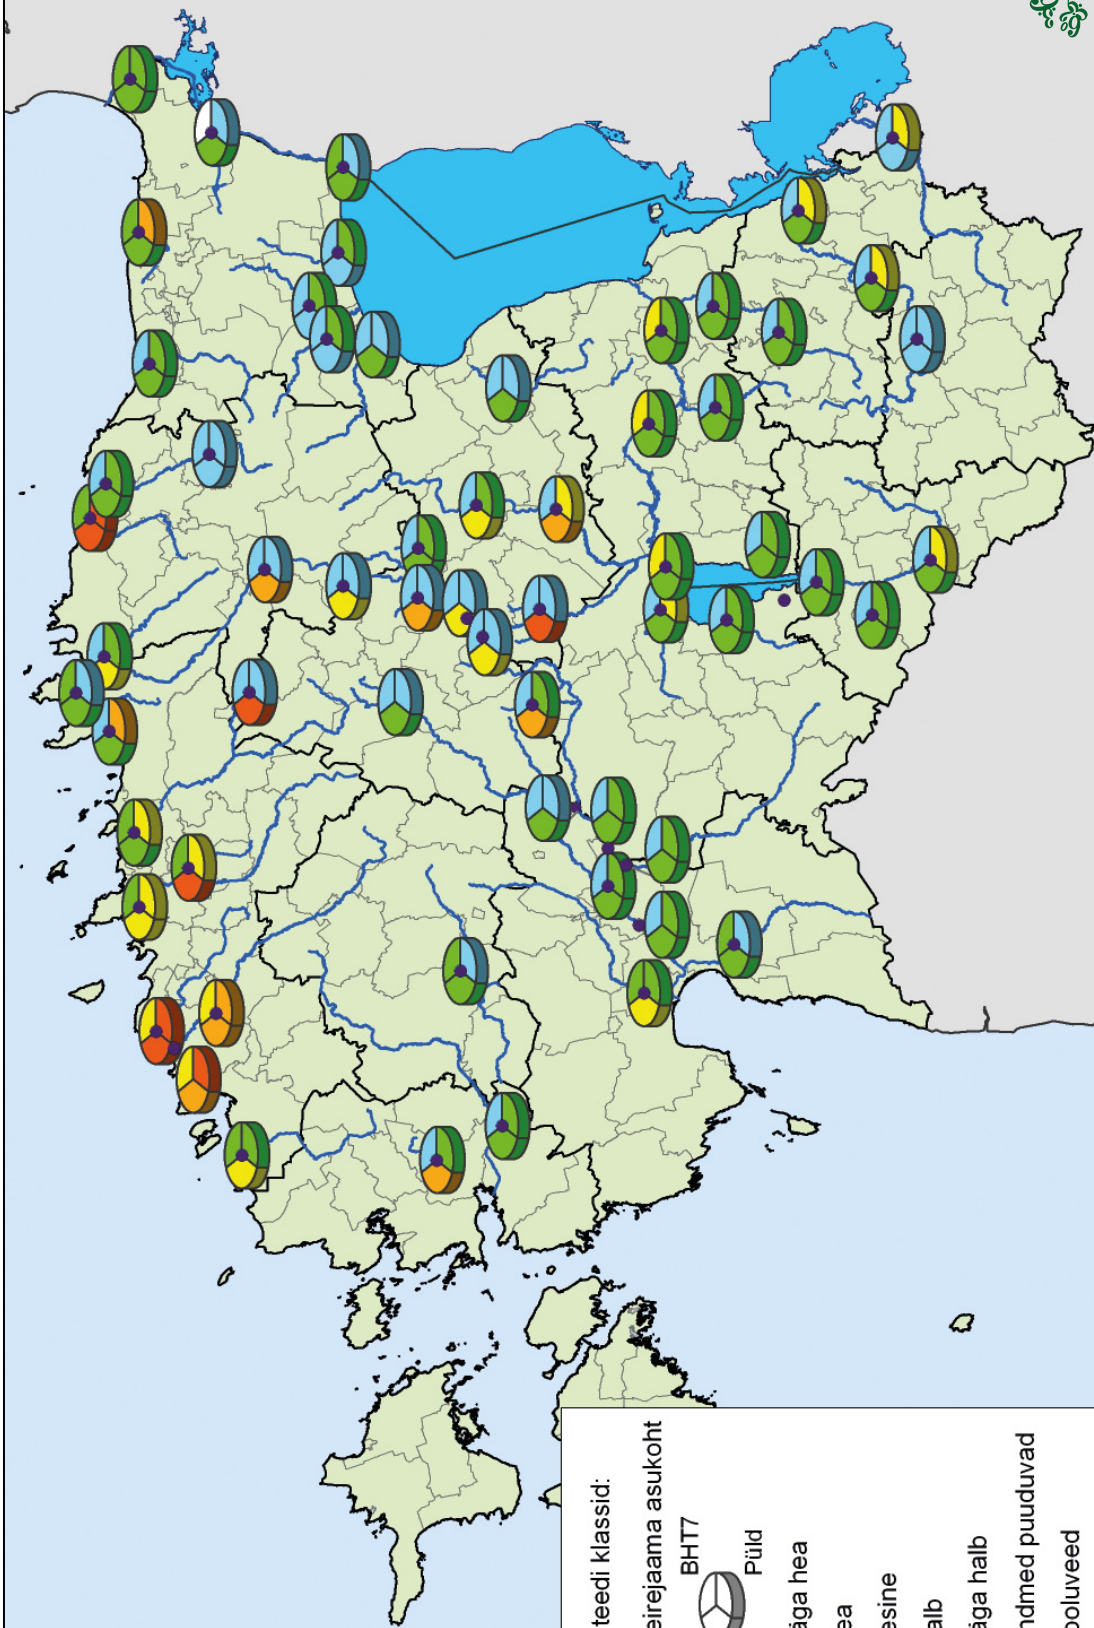 teedi klassid:
eirejaama asukoht
BHT7
Püld
äga hea
ea
esine
alb
äga halb
ndmed puuduvad
ooluveed